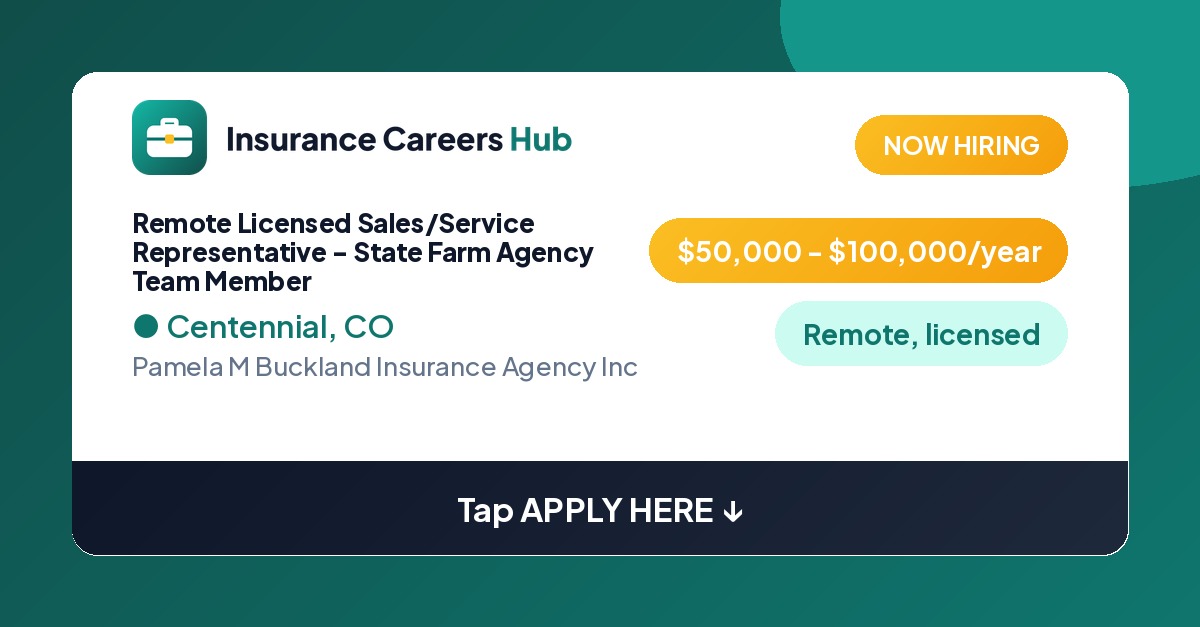 Insurance Careers Hub
NOW HIRING
Remote Licensed Sales/Service
Representative – State Farm Agency
Team Member
$50,000 – $100,000/year
Centennial, CO
Remote, licensed
Pamela M Buckland Insurance Agency Inc
Tap APPLY HERE ↓